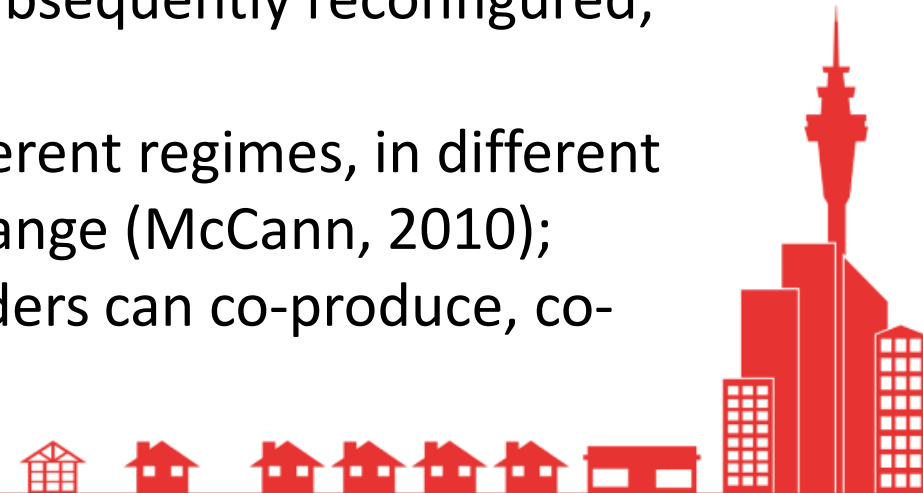 bsequently reconfigured,
erent regimes, in different
ange (McCann, 2010);
ders can co-produce, co-